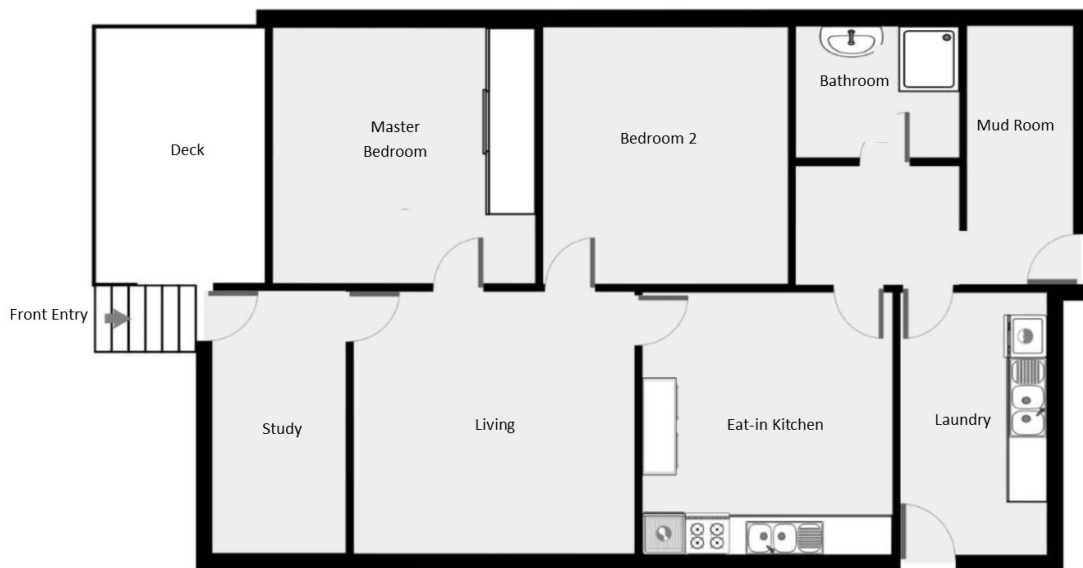 Deck
Master
Bedroom
Bedroom 2
Bathroom
Mud Room
Front Entry
Study
Living
Eat-in Kitchen
Laundry